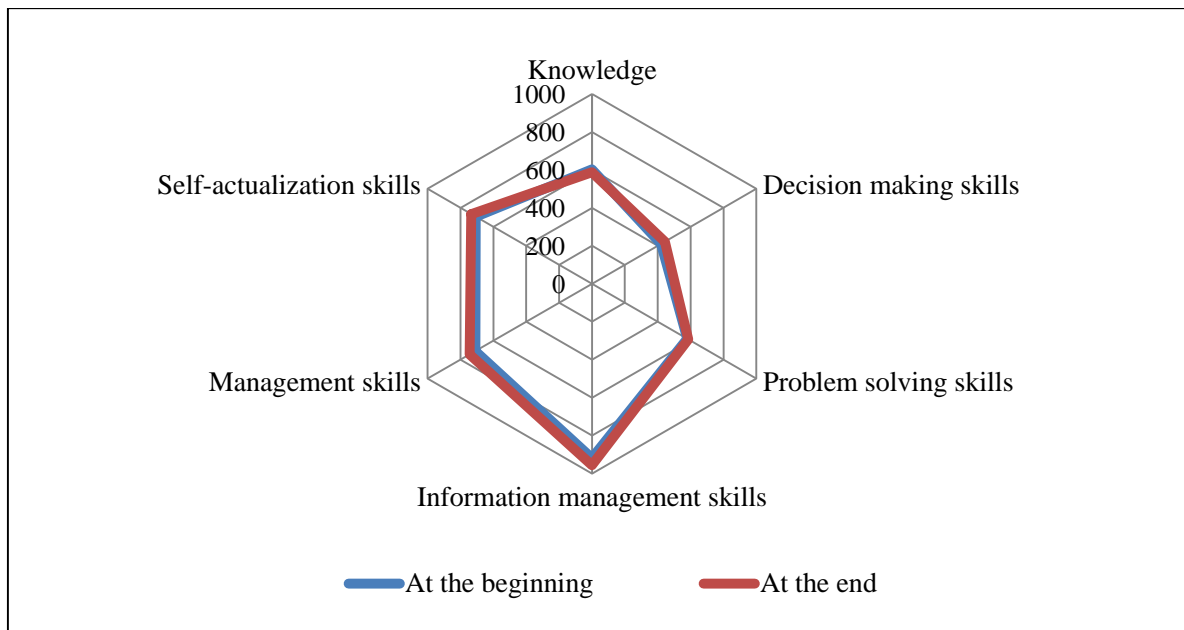 Knowledge
1000
800
600
400
200
0
Self-actualization skills
Decision making skills
Management skills
Problem solving skills
Information management skills
At the beginning
At the end